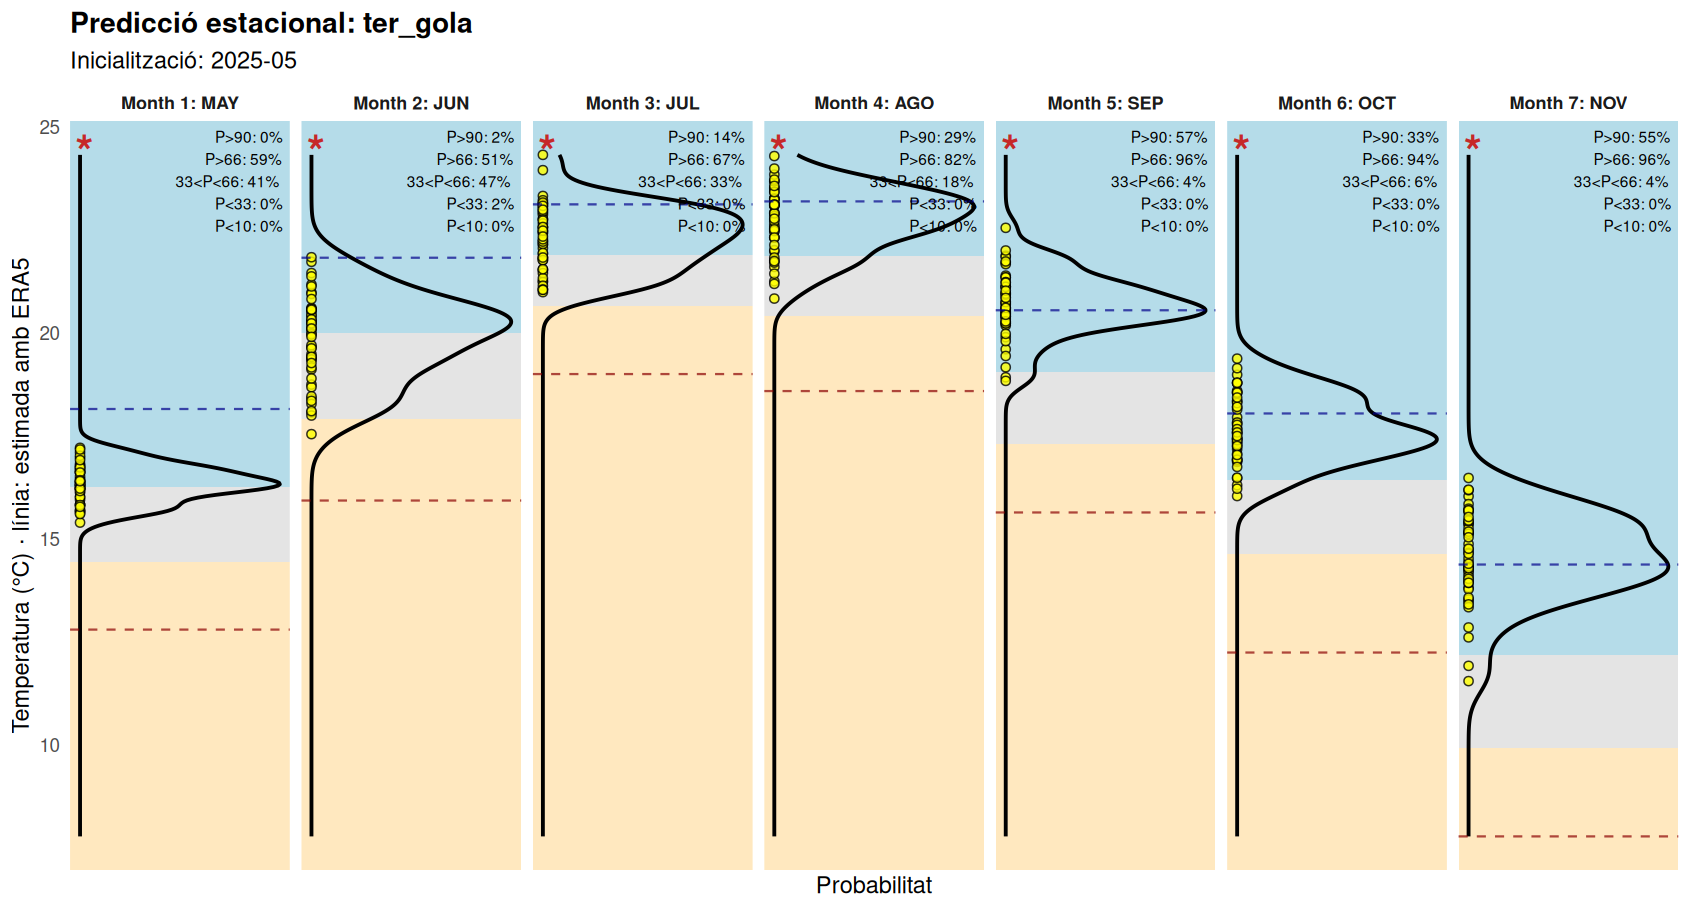 Predicció estacional: ter_gola
Inicialització: 2025-05
Month 1: MAY
Month 2: JUN
Month 3: JUL
Month 4: AGO
Month 5: SEP
Month 6: OCT
Month 7: NOV
P>90: 0%
P>66: 59%
33<P<66: 41%
P<33: 0%
P<10: 0%
P>90: 2%
P>66: 51%
33<P<66: 47%
P<33: 2%
P<10: 0%
P>90: 14%
P>66: 67%
33<P<66: 33%
P<33: 0%
P<10: 0%
P>90: 29%
P>66: 82%
33<P<66: 18%
P<33: 0%
P<10: 0%
P>90: 57%
P>66: 96%
33<P<66: 4%
P<33: 0%
P<10: 0%
P>90: 33%
P>66: 94%
33<P<66: 6%
P<33: 0%
P<10: 0%
P>90: 55%
P>66: 96%
33<P<66: 4%
P<33: 0%
P<10: 0%
25
20
15
10
Temperatura (°C) · línia: estimada amb ERA5
Probabilitat